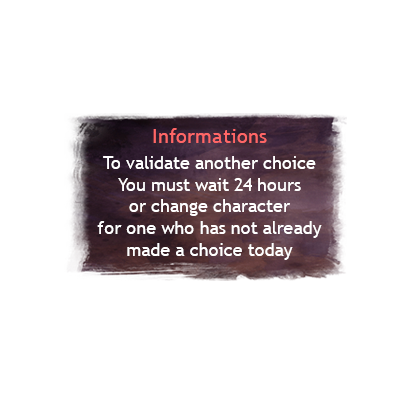 Informations
To validate another choice
You must wait 24 hours
or change character
for one who has not already
made a choice today